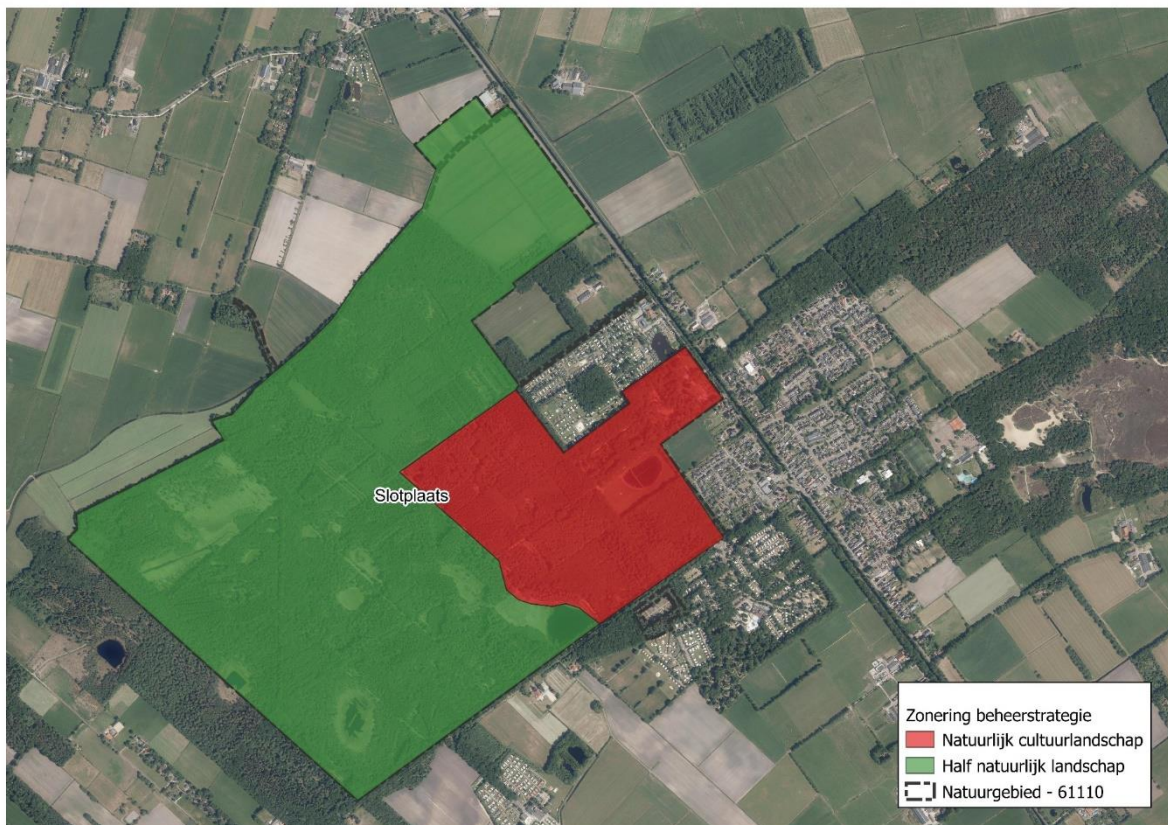 Slotplaats
Zonering beheerstrategie
Natuurlijk cultuurlandschap
Half natuurlijk landschap
Natuurgebied - 61110